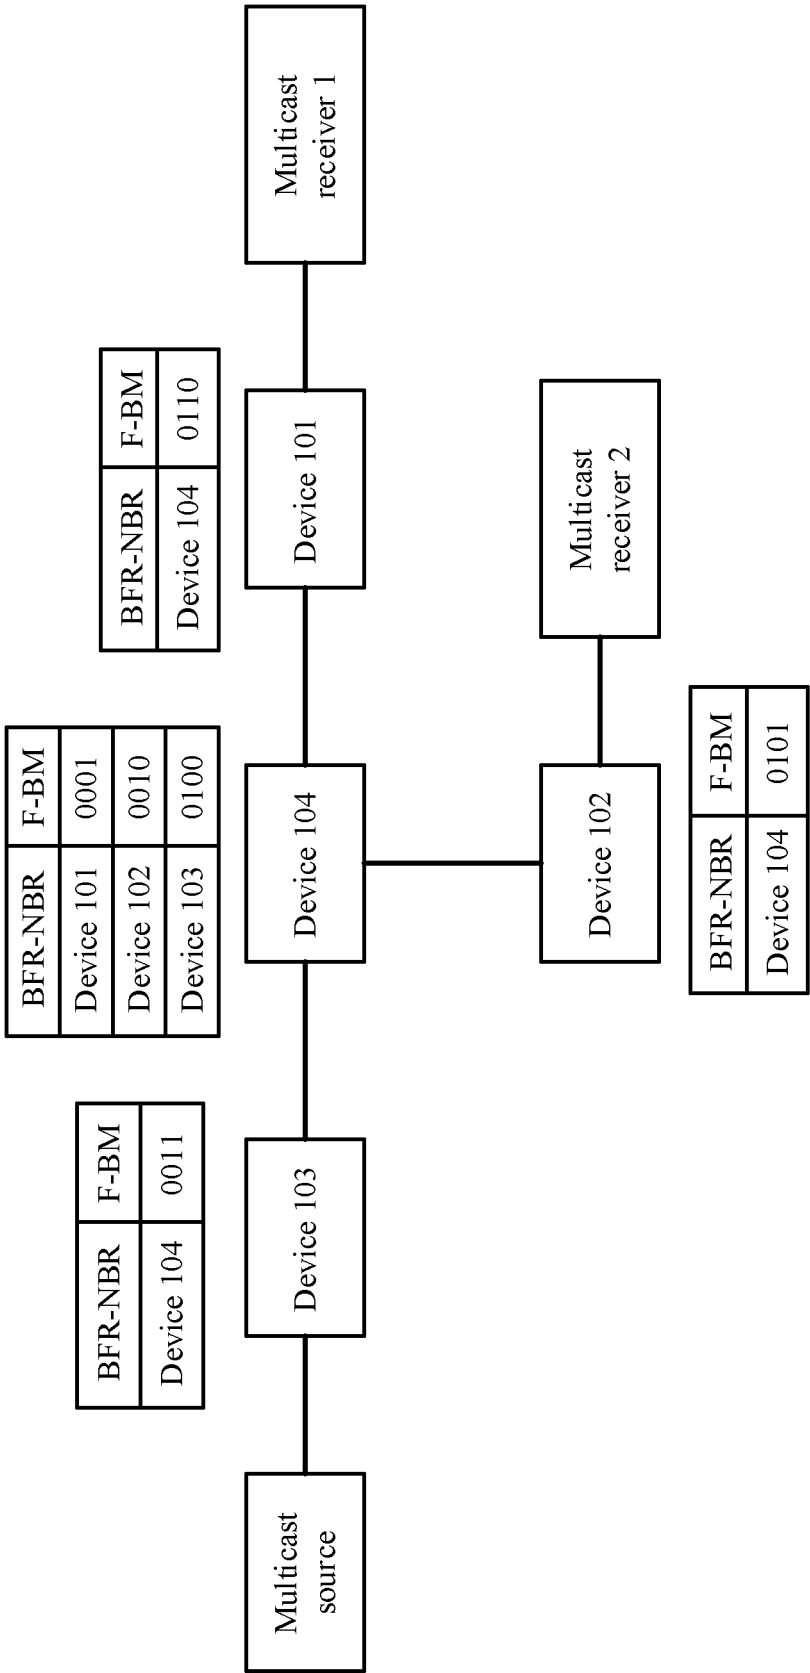 BFR-NBR F-BM
Device 104 0011
BFR-NBR F-BM
Device 101 0001
Device 102 0010
Device 103 0100
BFR-NBR F-BM
Device 104 0110
Multicast
source
Device 103
Device 104
Device 101
Multicast
receiver 1
Device 102
Multicast
receiver 2
BFR-NBR F-BM
Device 104 0101